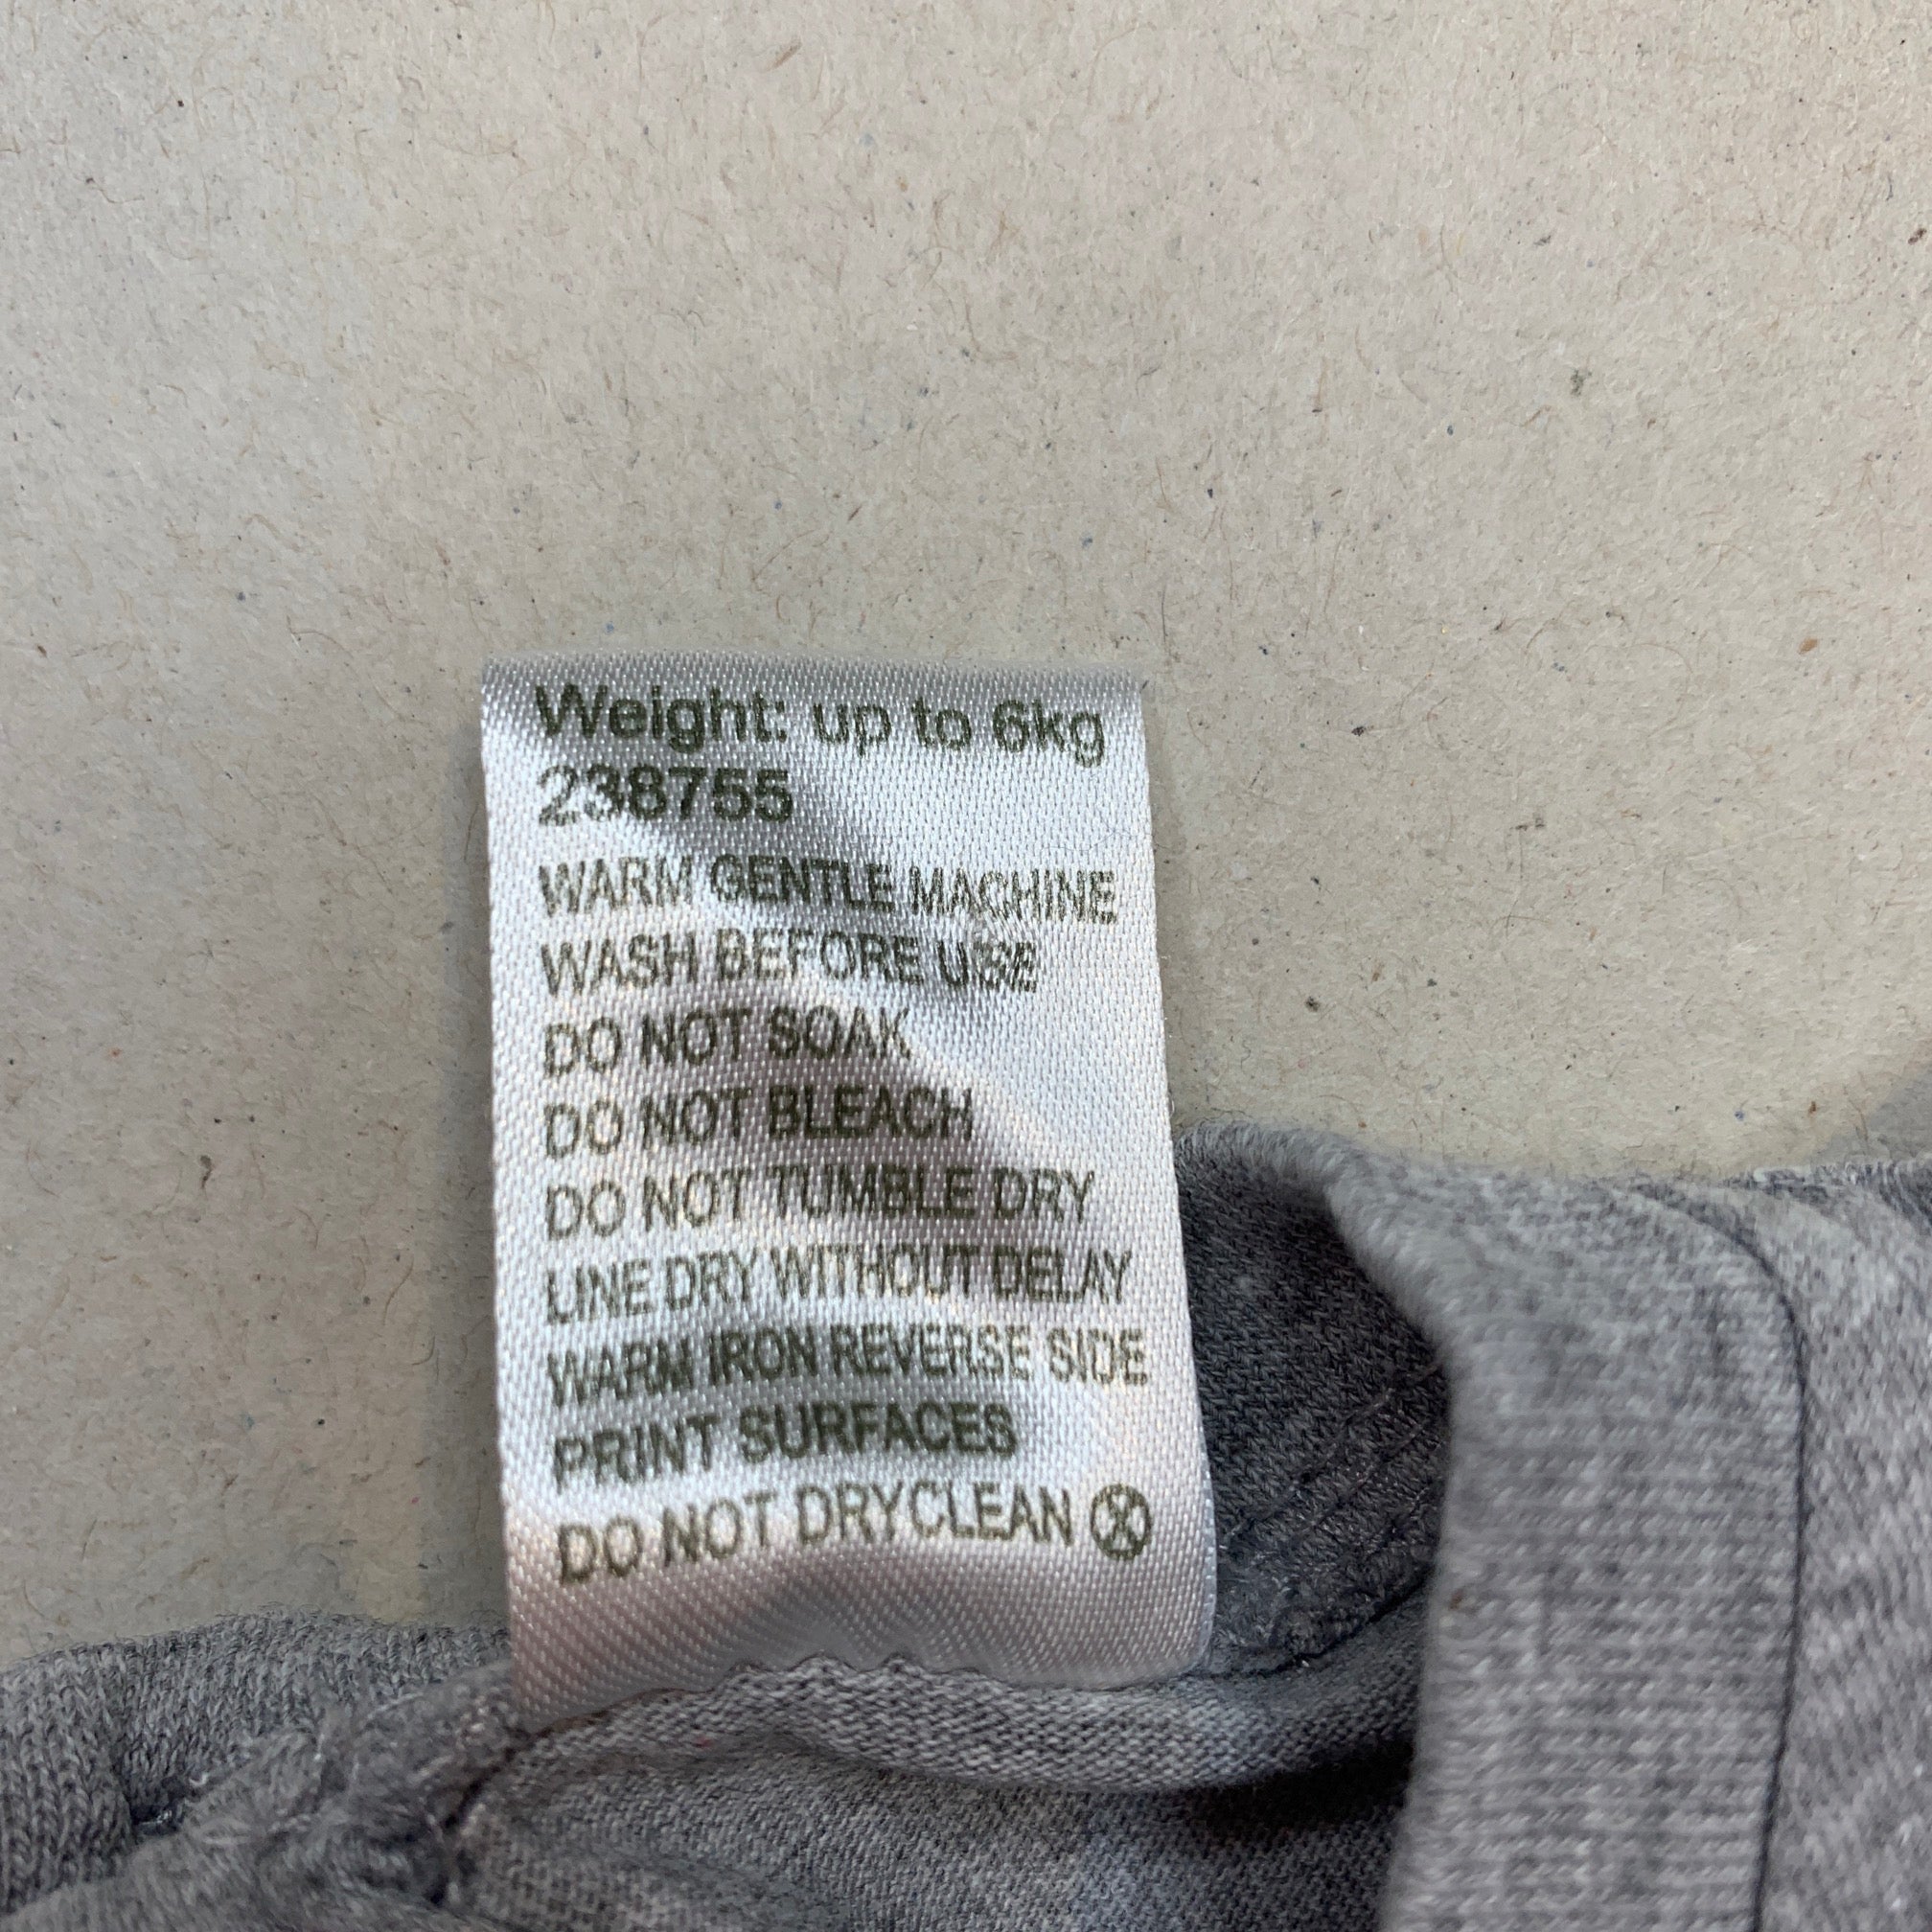 Weight: up to 6kg
238755
WARM GENTLE MACHINE
WASH BEFORE USE
DO NOT SOAK
DO NOT BLEACH
DO NOT TUMBLE DRY
LINE DRY WITHOUT DELAY
WARM IRON REVERSE SIDE
PRINT SURFACES
DO NOT DRYCLEAN